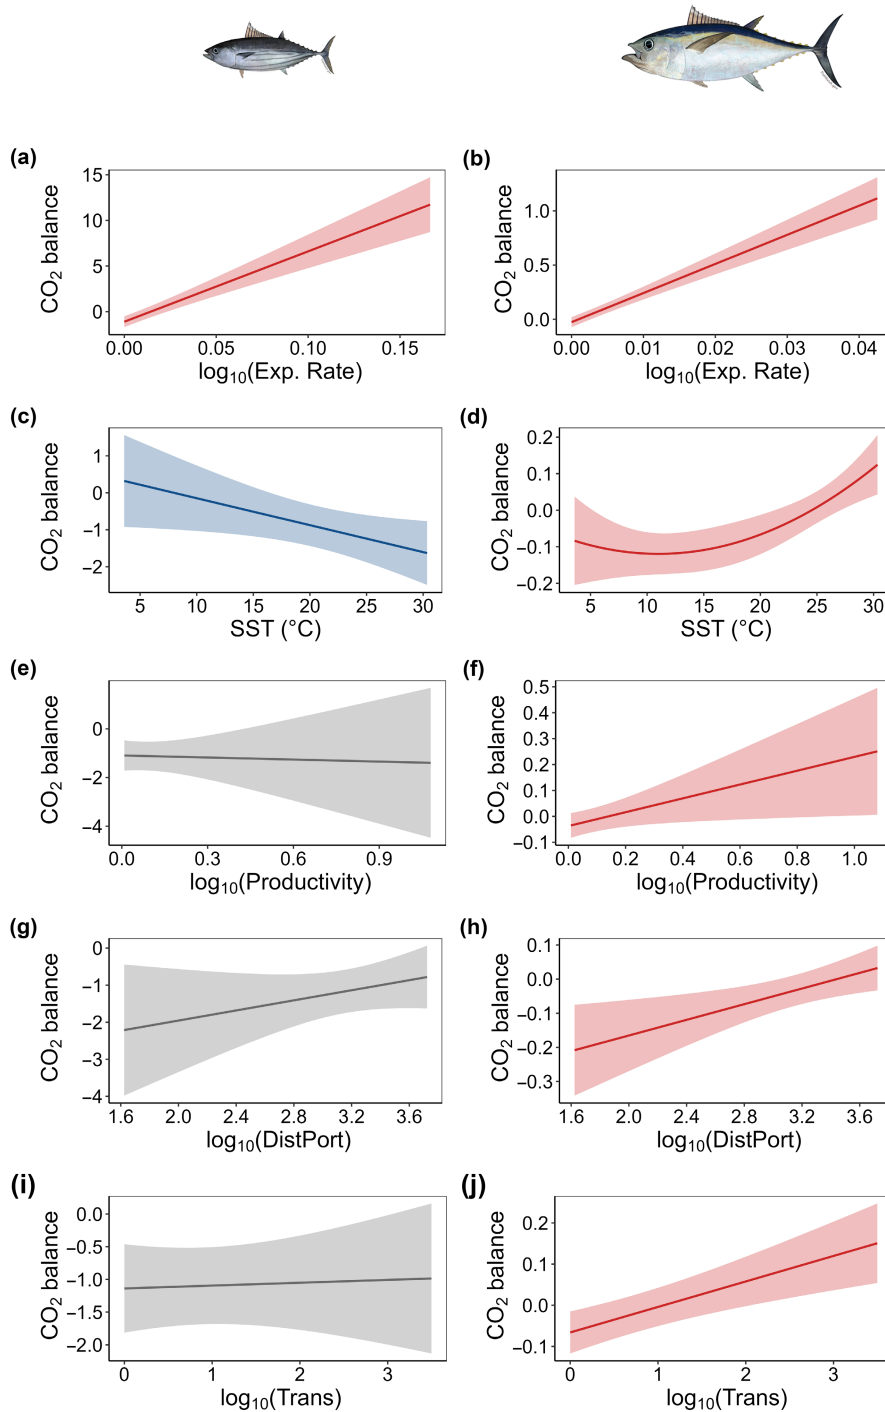 (a)
CO₂ balance
15
10
5
0
0.00 0.05 0.10 0.15
log₁₀(Exp. Rate)
(b)
CO₂ balance
1.0
0.5
0.0
0.00 0.01 0.02 0.03 0.04
log₁₀(Exp. Rate)
(c)
CO₂ balance
1
0
−1
−2
5 10 15 20 25 30
SST (°C)
(d)
CO₂ balance
0.2
0.1
0.0
−0.1
−0.2
5 10 15 20 25 30
SST (°C)
(e)
CO₂ balance
0
−2
−4
0.0 0.3 0.6 0.9
log₁₀(Productivity)
(f)
CO₂ balance
0.5
0.4
0.3
0.2
0.1
0.0
−0.1
0.0 0.2 0.4 0.6 0.8 1.0
log₁₀(Productivity)
(g)
CO₂ balance
0
−1
−2
−3
−4
1.6 2.0 2.4 2.8 3.2 3.6
log₁₀(DistPort)
(h)
CO₂ balance
0.1
0.0
−0.1
−0.2
−0.3
1.6 2.0 2.4 2.8 3.2 3.6
log₁₀(DistPort)
(i)
CO₂ balance
0.0
−0.5
−1.0
−1.5
−2.0
0 1 2 3
log₁₀(Trans)
(j)
CO₂ balance
0.2
0.1
0.0
−0.1
0 1 2 3
log₁₀(Trans)